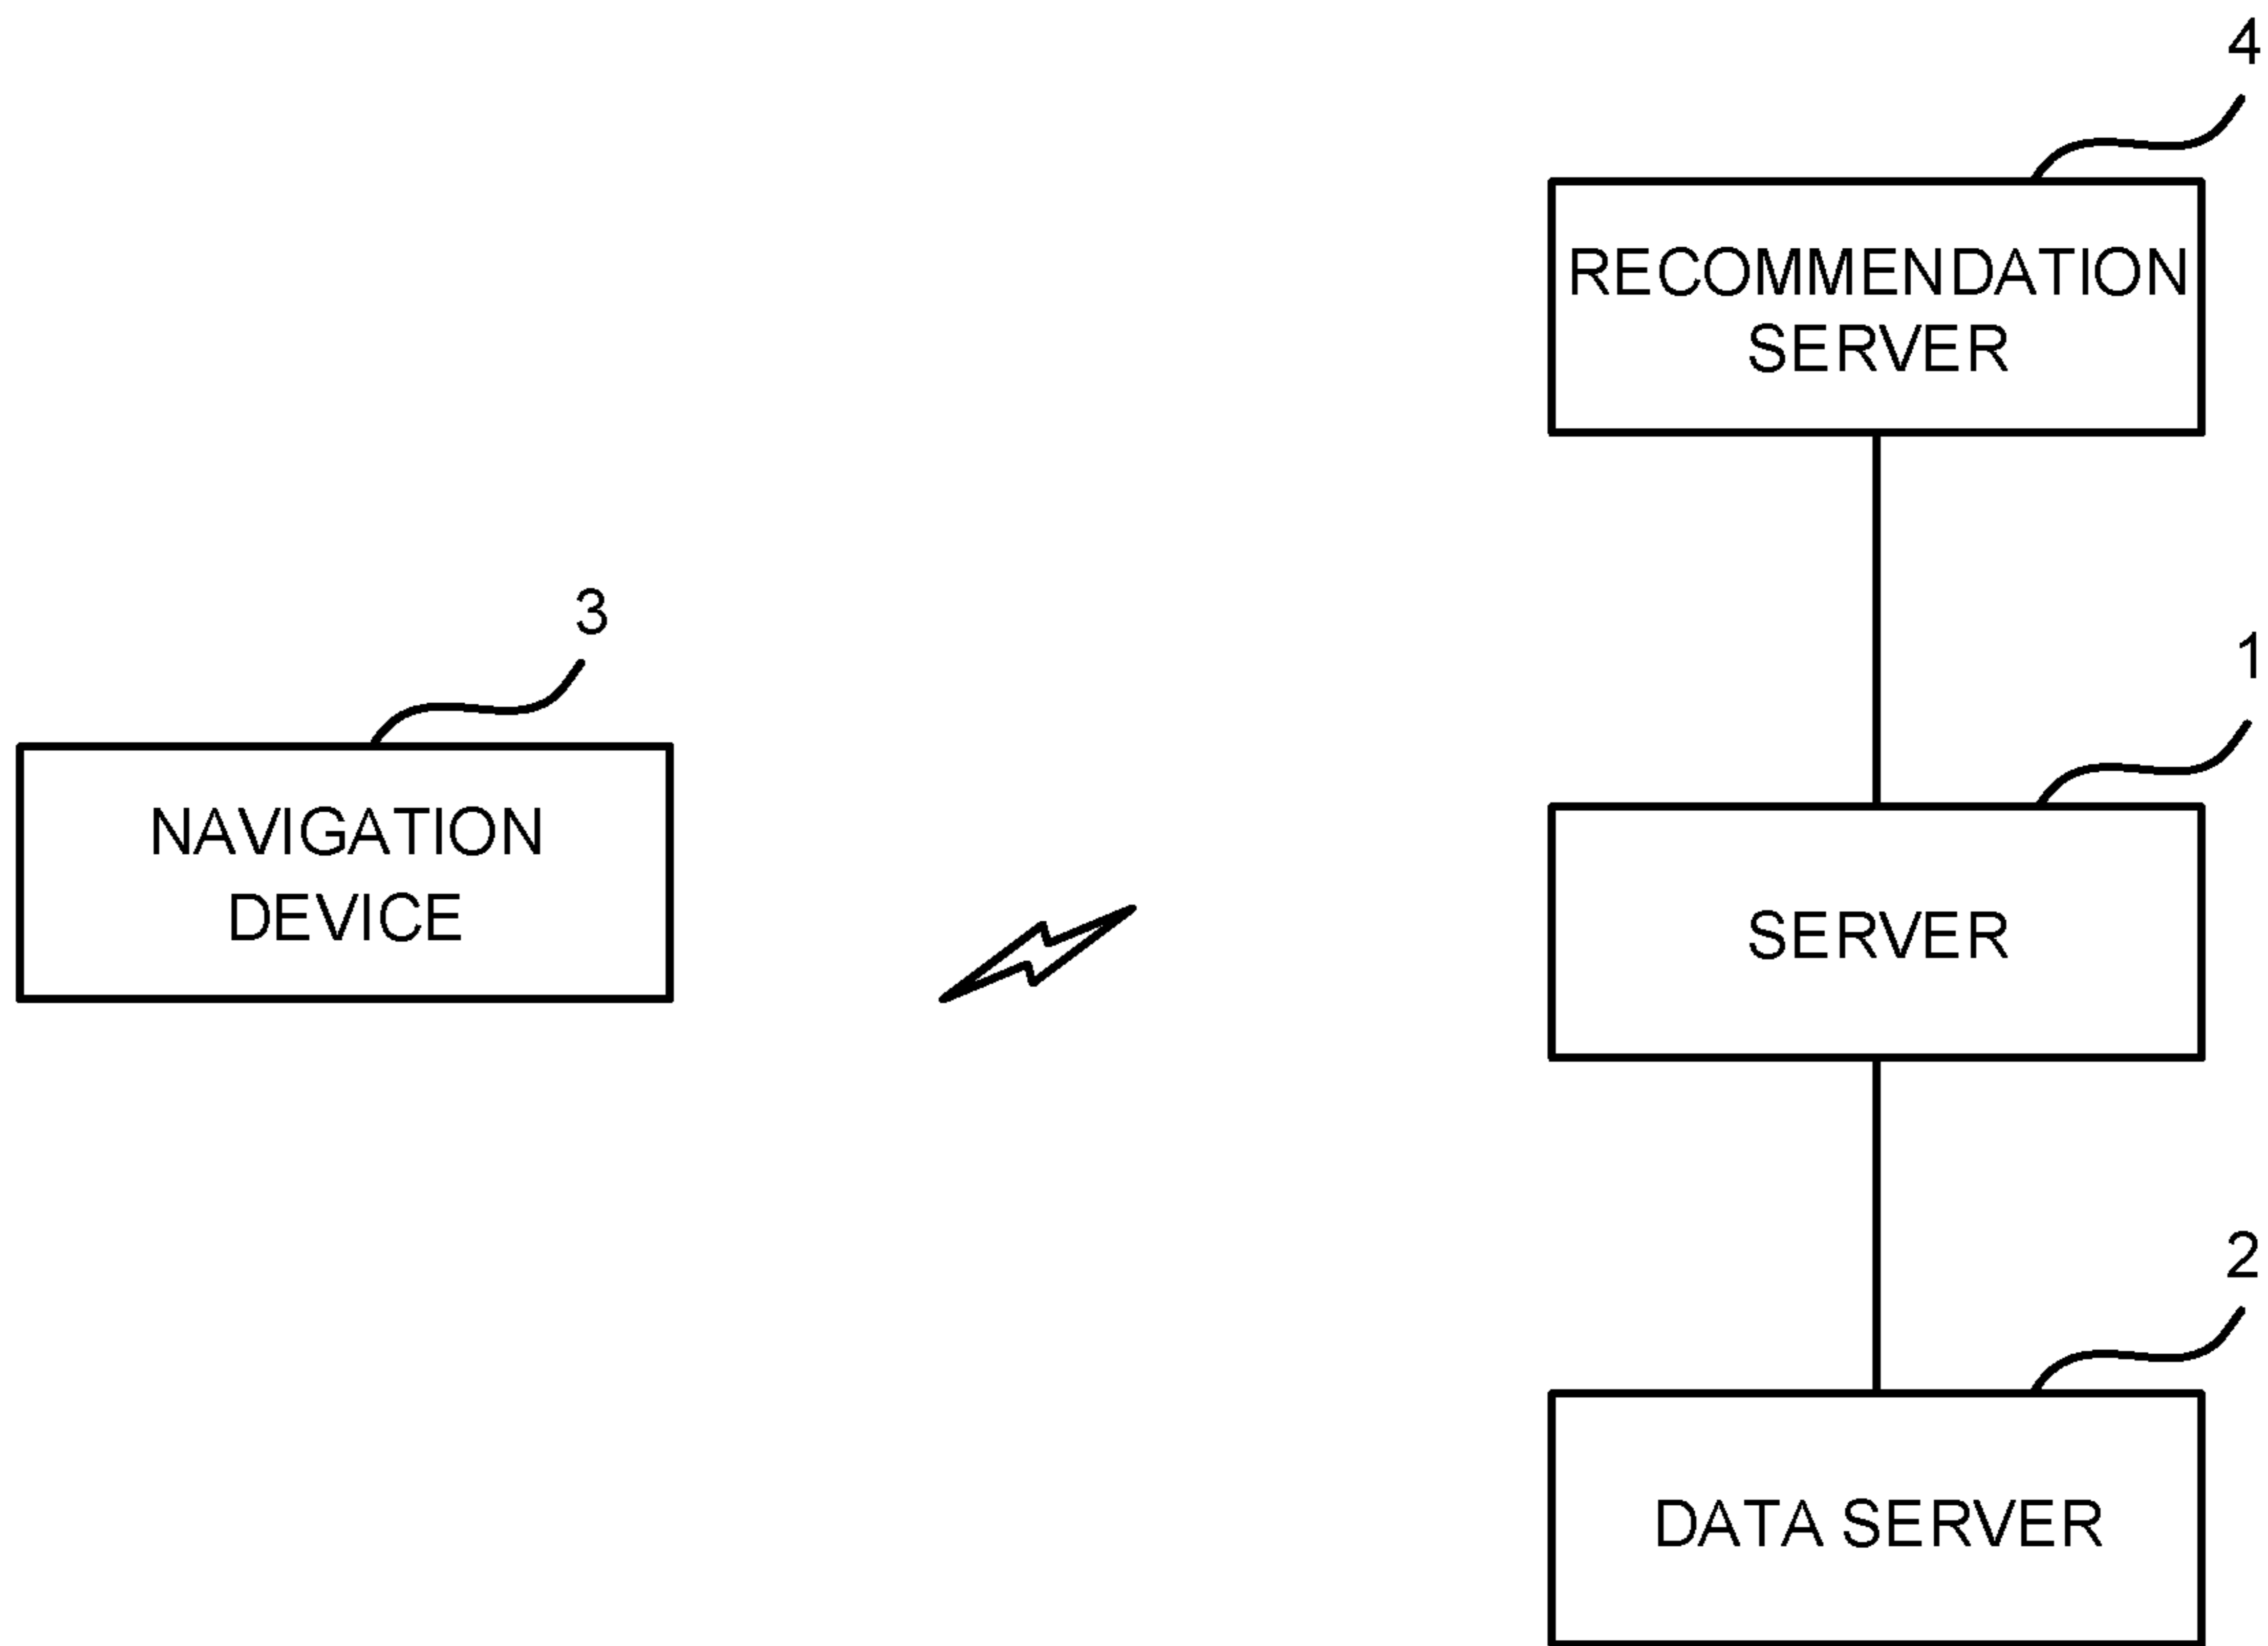 4
RECOMMENDATION
SERVER
3
NAVIGATION
DEVICE
1
SERVER
2
DATA SERVER